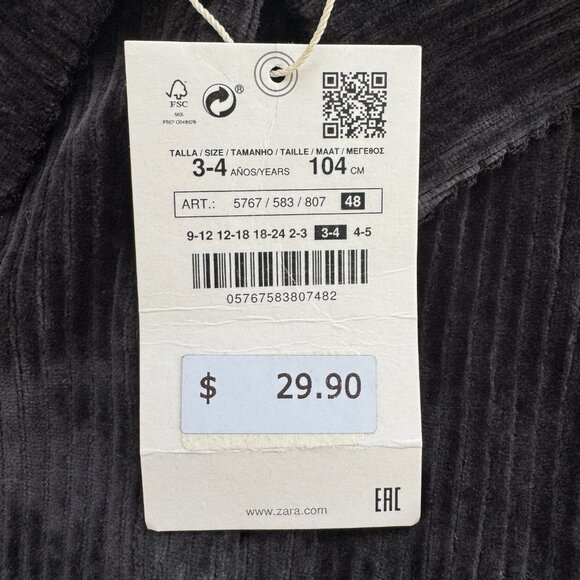 FSC
MIX
®
TALLA / SIZE / TAMANHO / TAILLE / MAAT / ΜΕΓΕΘΟΣ
3-4 AÑOS/YEARS 104 CM
ART.: 5767 / 583 / 807 48
9-12 12-18 18-24 2-3 3-4 4-5
05767583807482
$ 29.90
www.zara.com
EAC